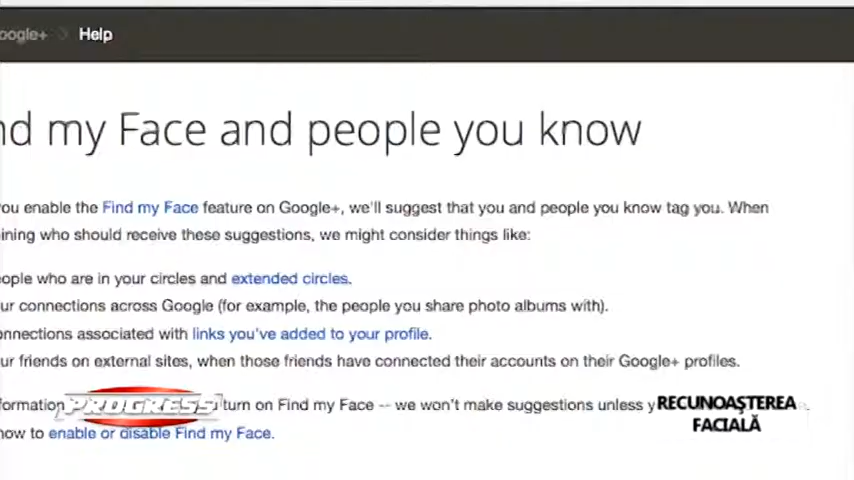 oogle+ > Help
nd my Face and people you know
you enable the Find my Face feature on Google+, we'll suggest that you and people you know tag you. When
ining who should receive these suggestions, we might consider things like:
eople who are in your circles and extended circles.
ur connections across Google (for example, the people you share photo albums with).
onnections associated with links you've added to your profile.
ur friends on external sites, when those friends have connected their accounts on their Google+ profiles.
formation turn on Find my Face -- we won't make suggestions unless y
now to enable or disable Find my Face.
PROGRESS
RECUNOAŞTEREA
FACIALĂ